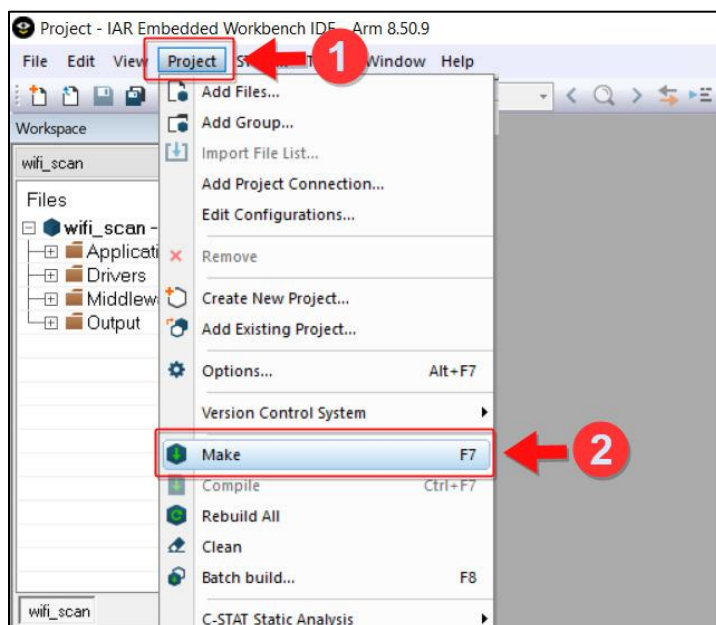 Project - IAR Embedded Workbench IDE - Arm 8.50.9
File Edit View Project Window Help
1
Add Files...
Workspace
Add Group...
wifi_scan
Import File List...
Add Project Connection...
Files
Edit Configurations...
wifi_scan -
Applicati
Remove
Drivers
Middlew
Create New Project...
Output
Add Existing Project...
Options... Alt+F7
Version Control System
Make F7
2
Compile Ctrl+F7
Rebuild All
Clean
Batch build... F8
wifi_scan
C-STAT Static Analysis